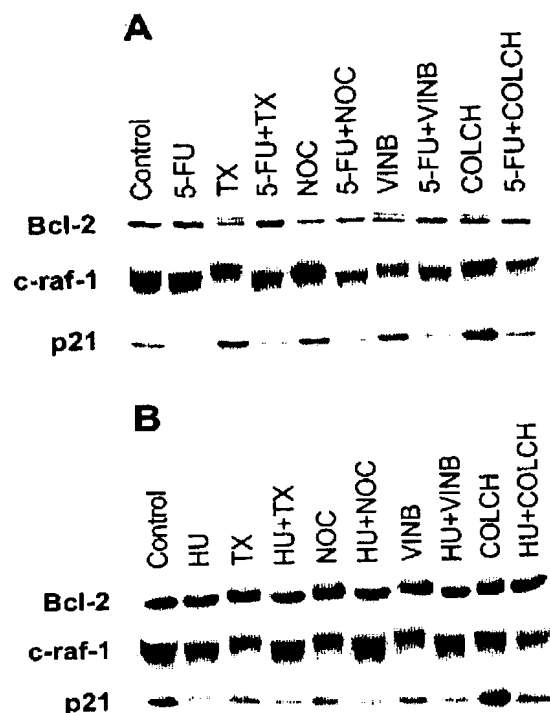 A
Control 5-FU TX 5-FU+TX NOC 5-FU+NOC VINB 5-FU+VINB COLCH 5-FU+COLCH
Bcl-2
c-raf-1
p21
B
Control HU TX HU+TX NOC HU+NOC VINB HU+VINB COLCH HU+COLCH
Bcl-2
c-raf-1
p21